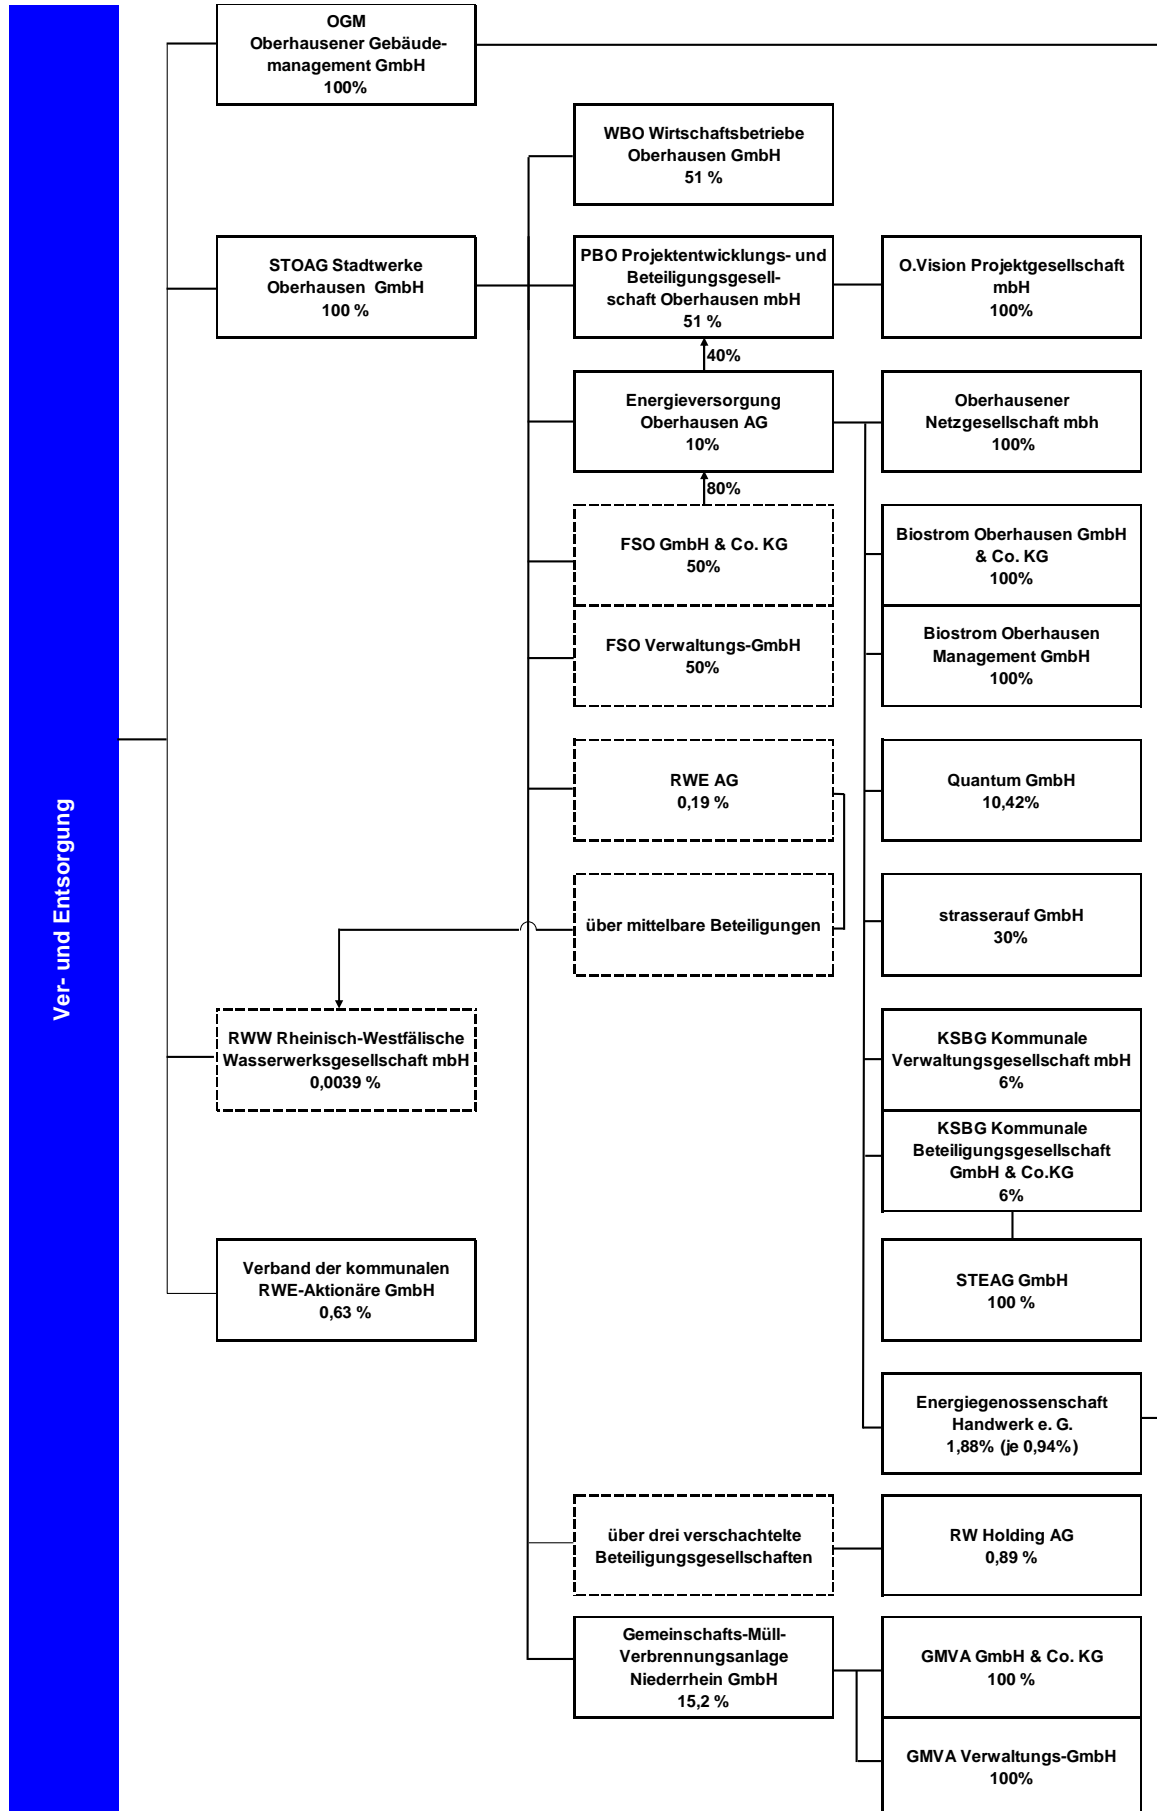 Ver- und Entsorgung
OGM
Oberhausener Gebäude-
management GmbH
100%
STOAG Stadtwerke
Oberhausen GmbH
100 %
RWW Rheinisch-Westfälische
Wasserwerksgesellschaft mbH
0,0039 %
Verband der kommunalen
RWE-Aktionäre GmbH
0,63 %
WBO Wirtschaftsbetriebe
Oberhausen GmbH
51 %
PBO Projektentwicklungs- und
Beteiligungsgesell-
schaft Oberhausen mbH
51 %
40%
Energieversorgung
Oberhausen AG
10%
80%
FSO GmbH & Co. KG
50%
FSO Verwaltungs-GmbH
50%
RWE AG
0,19 %
über mittelbare Beteiligungen
über drei verschachtelte
Beteiligungsgesellschaften
Gemeinschafts-Müll-
Verbrennungsanlage
Niederrhein GmbH
15,2 %
O.Vision Projektgesellschaft
mbH
100%
Oberhausener
Netzgesellschaft mbh
100%
Biostrom Oberhausen GmbH
& Co. KG
100%
Biostrom Oberhausen
Management GmbH
100%
Quantum GmbH
10,42%
strasserauf GmbH
30%
KSBG Kommunale
Verwaltungsgesellschaft mbH
6%
KSBG Kommunale
Beteiligungsgesellschaft
GmbH & Co.KG
6%
STEAG GmbH
100 %
Energiegenossenschaft
Handwerk e. G.
1,88% (je 0,94%)
RW Holding AG
0,89 %
GMVA GmbH & Co. KG
100 %
GMVA Verwaltungs-GmbH
100%